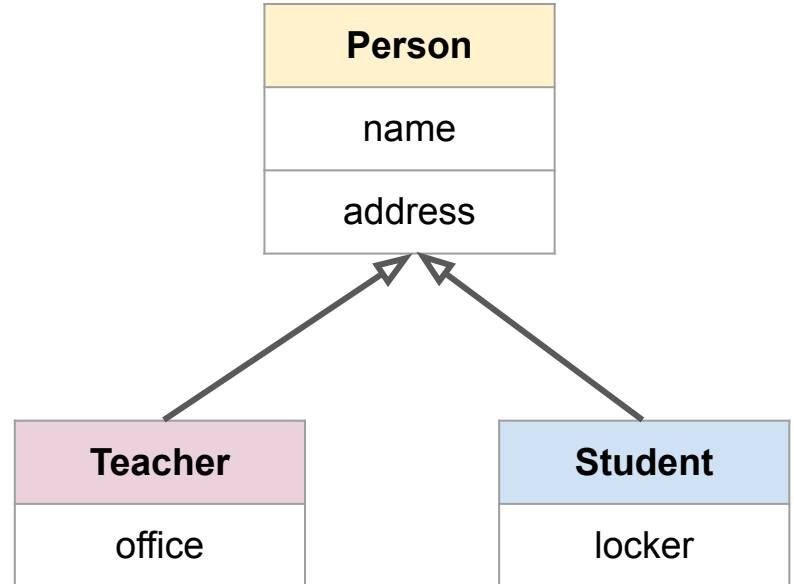 Person
name
address
Teacher
office
Student
locker